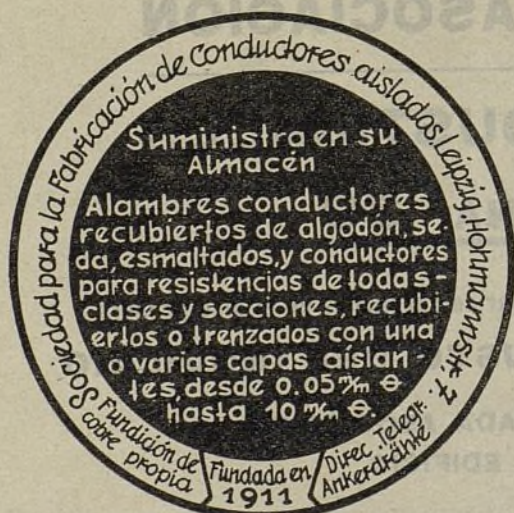 Sociedad para la Fabricación de Conductores aislados. Leipzig, Hohmannstr. 7.
Suministra en su
Almacén
Alambres conductores
recubiertos de algodón, se-
da, esmaltados, y conductores
para resistencias de todas-
clases y secciones, recubi-
ertos o trenzados con una
o varias capas aíslan-
tes, desde 0.05 m/m ⌀
hasta 10 m/m ⌀.
Fundición de
cobre propia
Fundada en
1911
Direc. Telegr.
Ankerdrähte
ASOCIACION